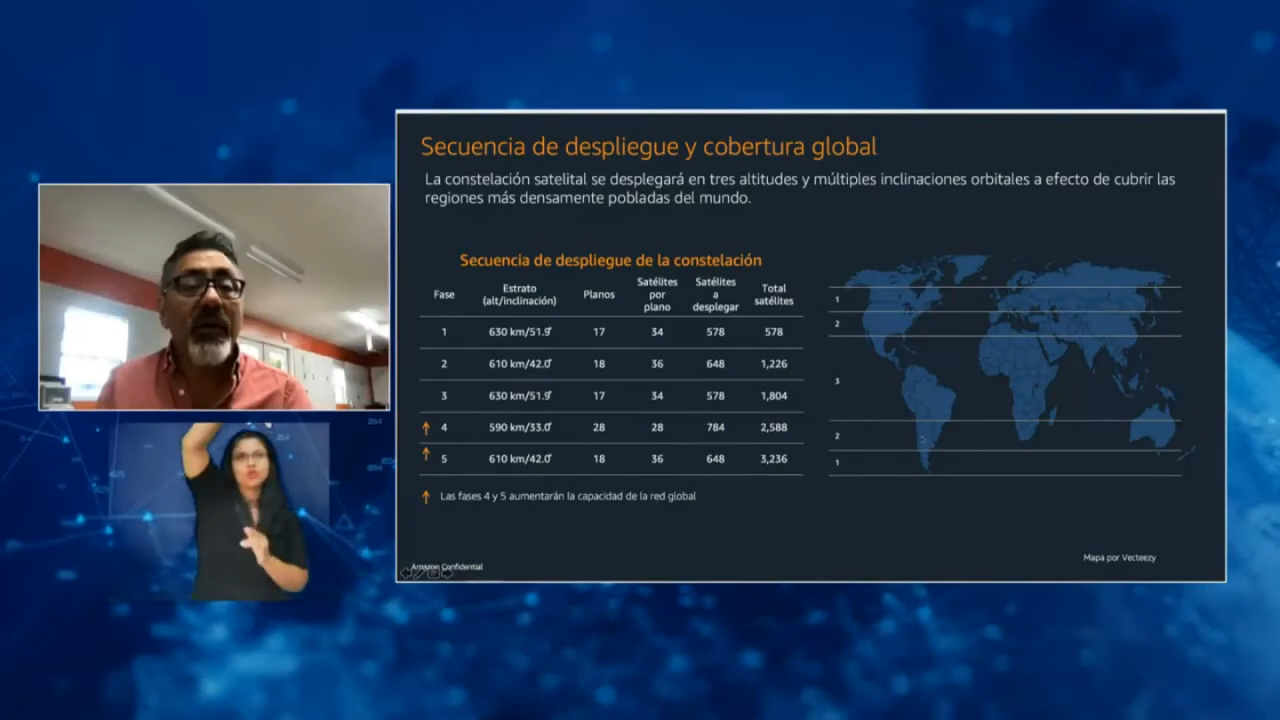 Secuencia de despliegue y cobertura global
La constelación satelital se desplegará en tres altitudes y múltiples inclinaciones orbitales a efecto de cubrir las
regiones más densamente pobladas del mundo.
Secuencia de despliegue de la constelación
Fase Estrato (alt/inclinación) Planos Satélites por plano Satélites a desplegar Total satélites
1 630 km/51.9° 17 34 578 578
2 610 km/42.0° 18 36 648 1,226
3 630 km/51.9° 17 34 578 1,804
↑ 4 590 km/33.0° 28 28 784 2,588
↑ 5 610 km/42.0° 18 36 648 3,236
↑ Las fases 4 y 5 aumentarán la capacidad de la red global
1
2
3
2
1
Mapa por Vecteezy
Amazon Confidential